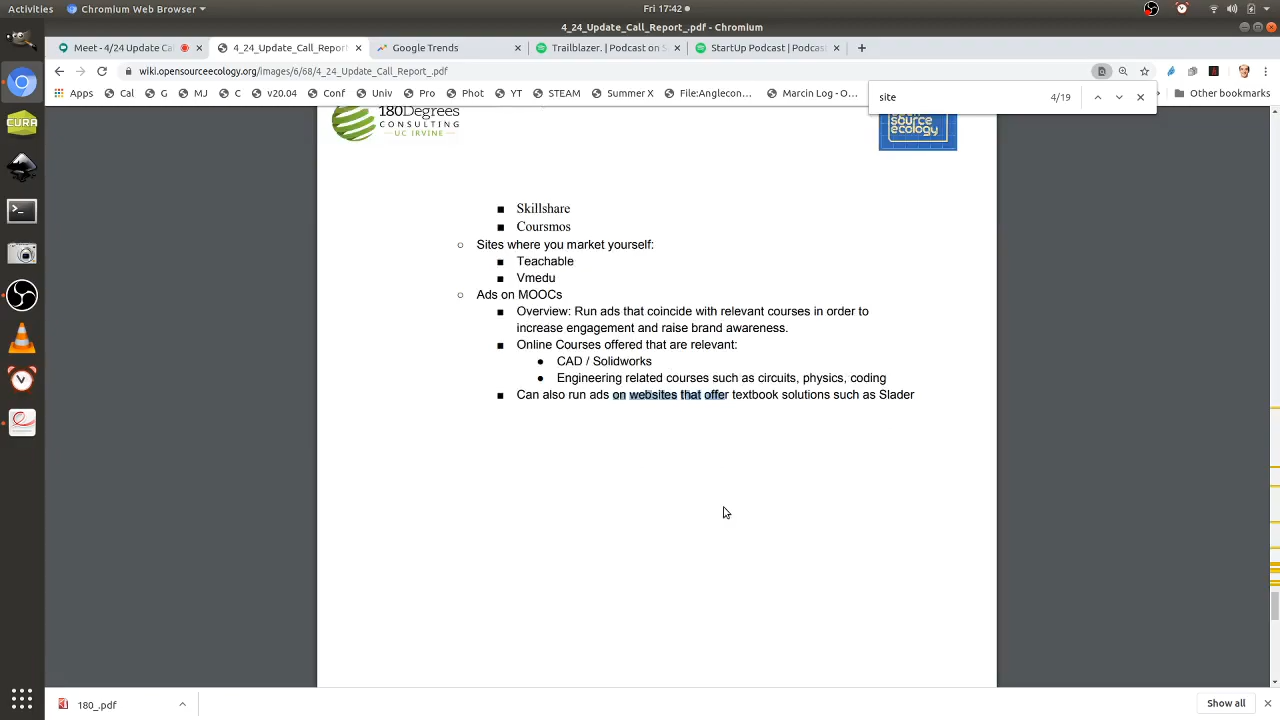 Activities
Chromium Web Browser
Fri 17:42
4_24_Update_Call_Report_.pdf - Chromium
Meet - 4/24 Update Cal
4_24_Update_Call_Report
Google Trends
Trailblazer. | Podcast on S
StartUp Podcast | Podcas
wiki.opensourceecology.org/images/6/68/4_24_Update_Call_Report_.pdf
Apps
Cal
G
MJ
C
v20.04
Conf
Univ
Pro
Phot
YT
STEAM
Summer X
File:Anglecon...
Marcin Log - O...
Other bookmarks
site
4/19
CURA
180Degrees
CONSULTING
UC IRVINE
source
ecology
■ Skillshare
■ Coursmos
○ Sites where you market yourself:
■ Teachable
■ Vmedu
○ Ads on MOOCs
■ Overview: Run ads that coincide with relevant courses in order to
increase engagement and raise brand awareness.
■ Online Courses offered that are relevant:
● CAD / Solidworks
● Engineering related courses such as circuits, physics, coding
■ Can also run ads on websites that offer textbook solutions such as Slader
180_.pdf
Show all